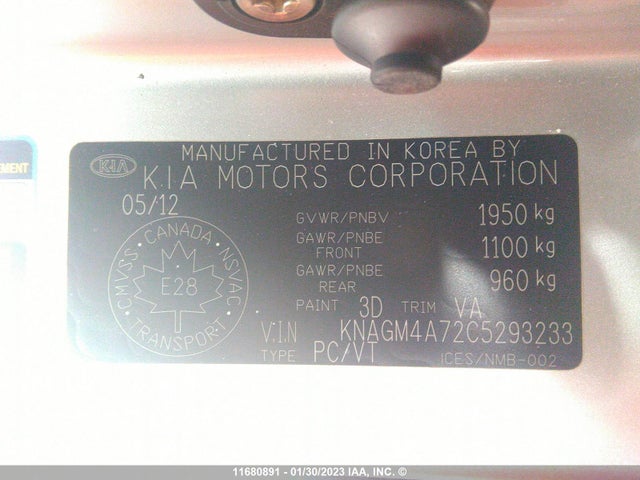 EMENT
KIA
MANUFACTURED IN KOREA BY
KIA MOTORS CORPORATION
05/12
GVWR/PNBV 1950 kg
GAWR/PNBE FRONT 1100 kg
GAWR/PNBE REAR 960 kg
PAINT 3D TRIM VA
V.I.N KNAGM4A72C5293233
TYPE PC/VT ICES/NMB-002
CMVSS · CANADA · NSVAC
E28
· TRANSPORT ·
11680891 - 01/30/2023 IAA, INC. ©